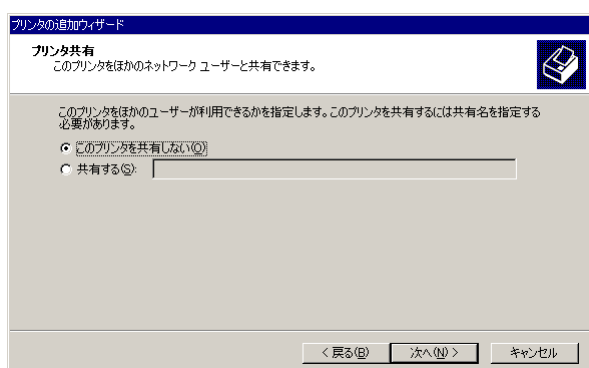 プリンタの追加ウィザード
プリンタ共有
このプリンタをほかのネットワーク ユーザーと共有できます。
このプリンタをほかのユーザーが利用できるかを指定します。このプリンタを共有するには共有名を指定する
必要があります。
このプリンタを共有しない(O)
共有する(S):
< 戻る(B)
次へ(N) >
キャンセル